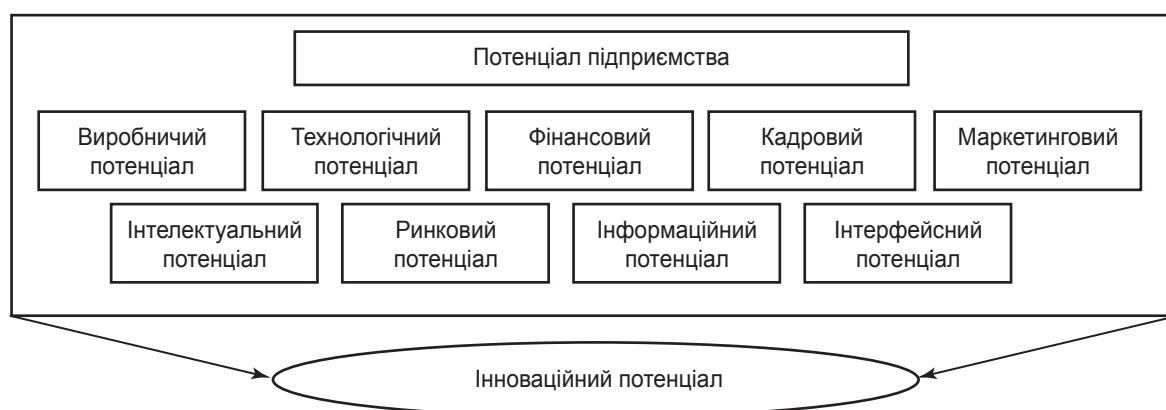 Потенціал підприємства
Виробничий
потенціал
Технологічний
потенціал
Фінансовий
потенціал
Кадровий
потенціал
Маркетинговий
потенціал
Інтелектуальний
потенціал
Ринковий
потенціал
Інформаційний
потенціал
Інтерфейсний
потенціал
Інноваційний потенціал